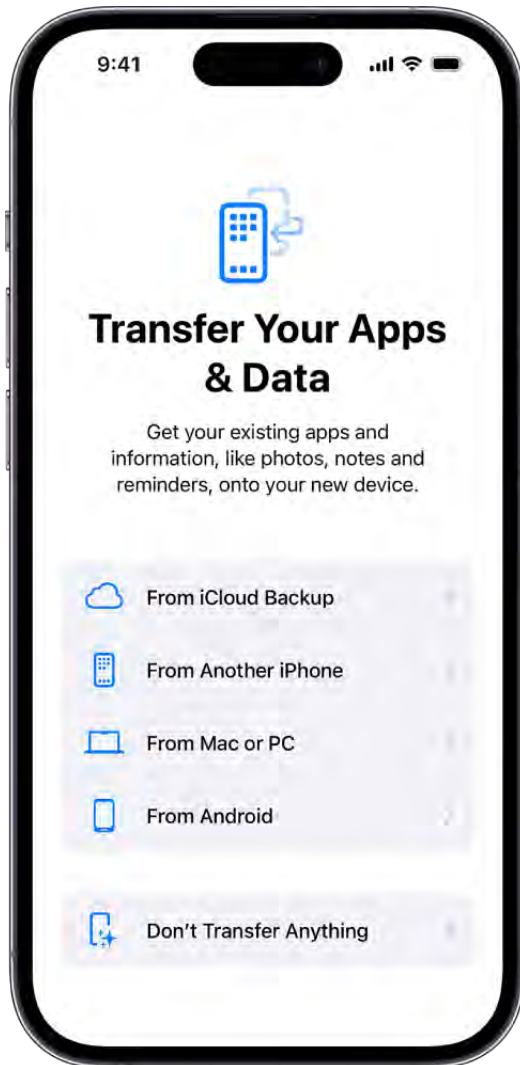 9:41
Transfer Your Apps
& Data
Get your existing apps and
information, like photos, notes and
reminders, onto your new device.
From iCloud Backup
From Another iPhone
From Mac or PC
From Android
Don't Transfer Anything